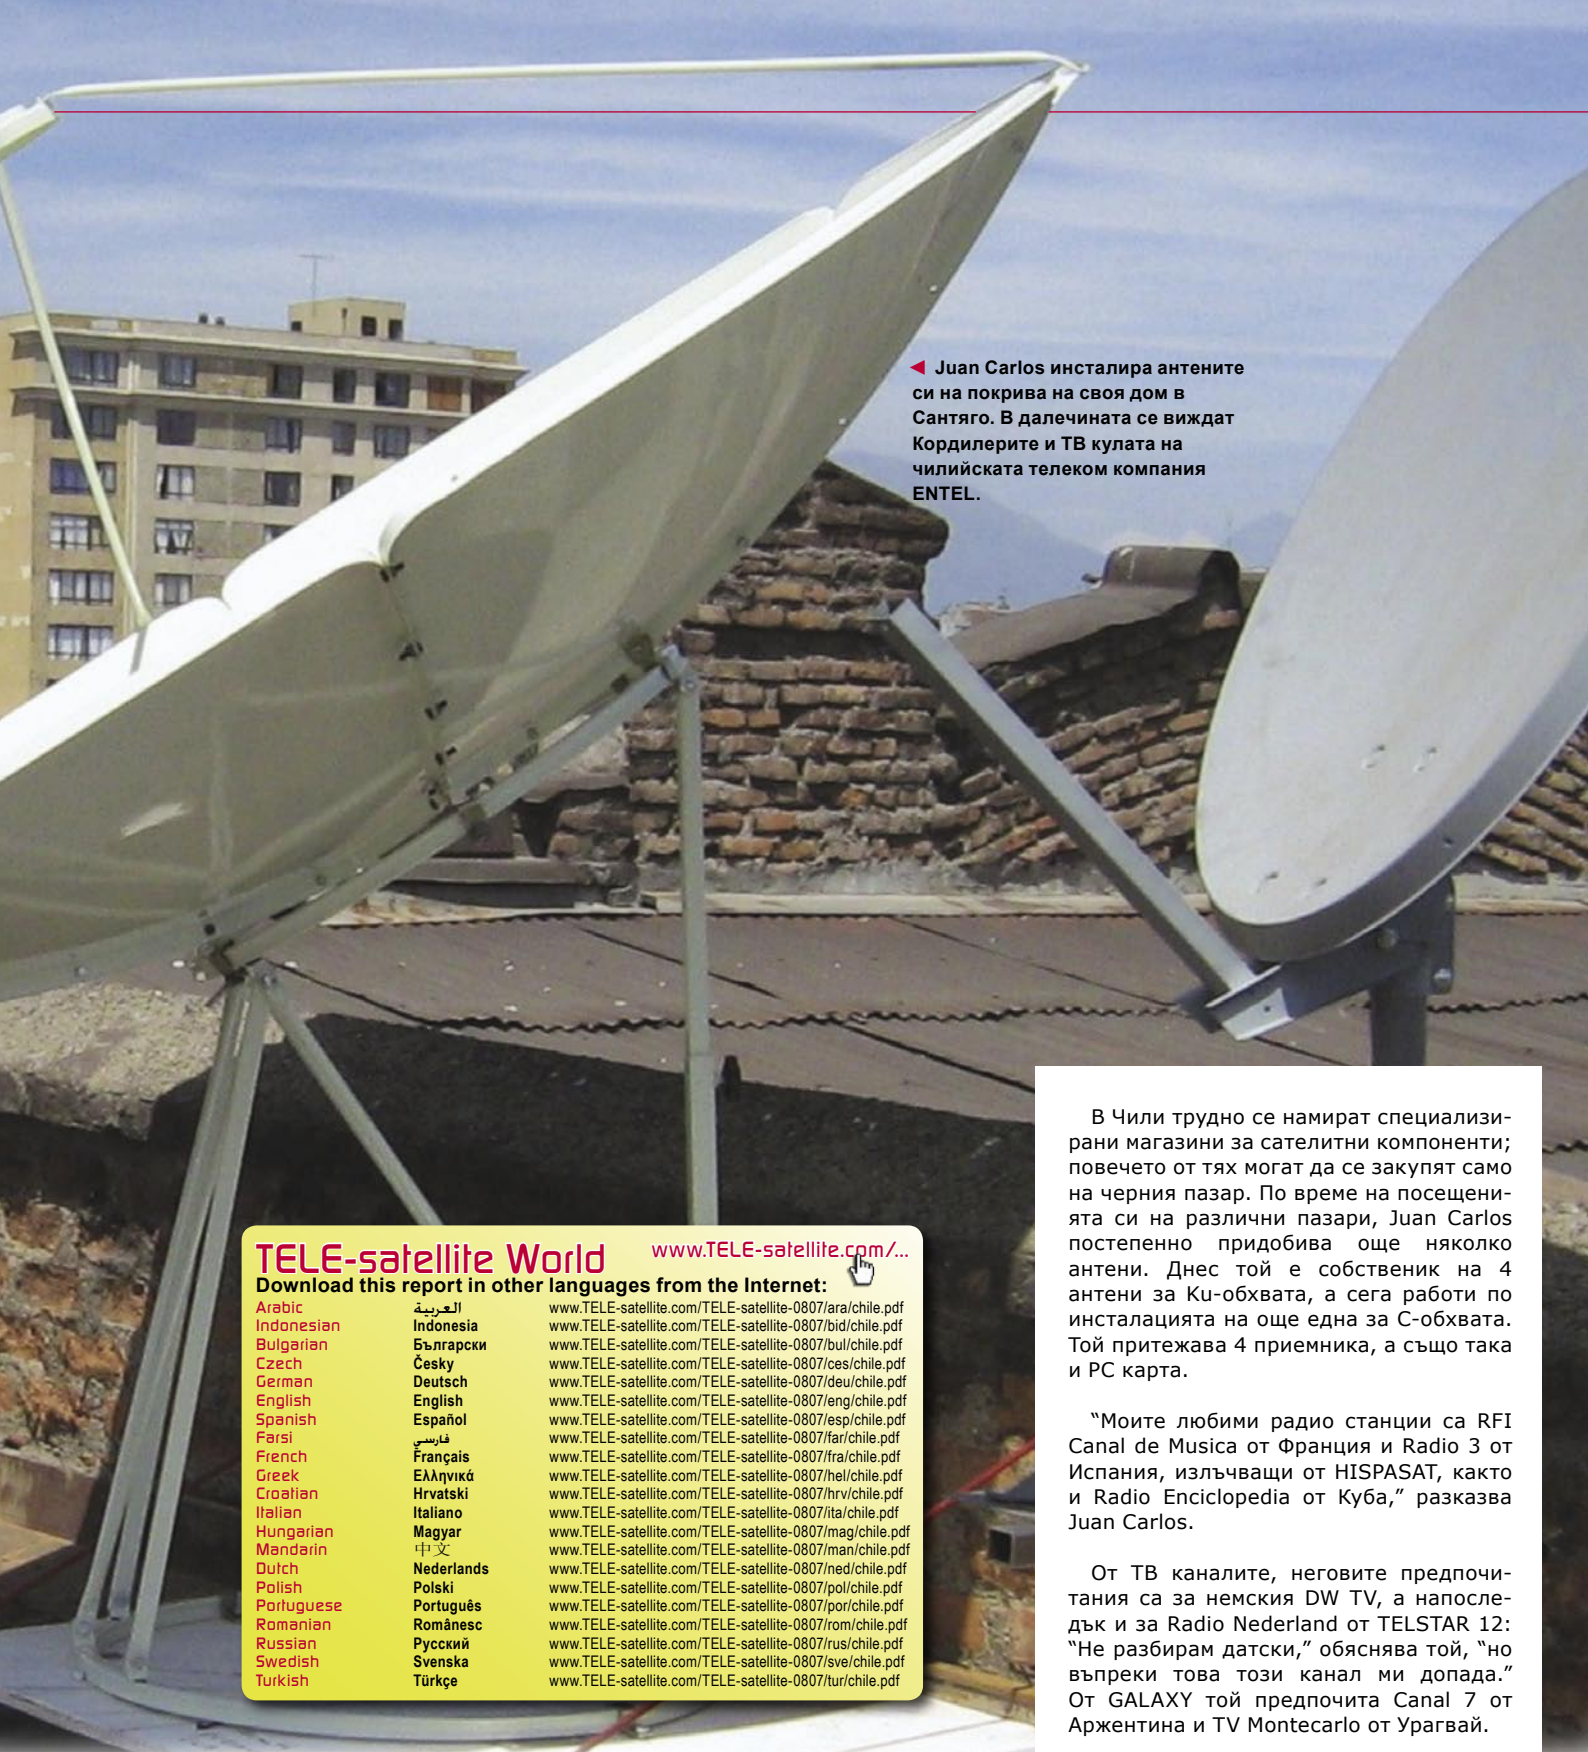 ◄ Juan Carlos инсталира антените
си на покрива на своя дом в
Сантяго. В далечината се виждат
Кордилерите и ТВ кулата на
чилийската телеком компания
ENTEL.
В Чили трудно се намират специализи-
рани магазини за сателитни компоненти;
повечето от тях могат да се закупят само
на черния пазар. По време на посещени-
ята си на различни пазари, Juan Carlos
постепенно придобива още няколко
антени. Днес той е собственик на 4
антени за Ku-обхвата, а сега работи по
инсталацията на още една за C-обхвата.
Той притежава 4 приемника, а също така
и PC карта.
“Моите любими радио станции са RFI
Canal de Musica от Франция и Radio 3 от
Испания, излъчващи от HISPASAT, както
и Radio Enciclopedia от Куба,” разказва
Juan Carlos.
От ТВ каналите, неговите предпочи-
тания са за немския DW TV, а напосле-
дък и за Radio Nederland от TELSTAR 12:
“Не разбирам датски,” обяснява той, “но
въпреки това този канал ми допада.”
От GALAXY той предпочита Canal 7 от
Аржентина и TV Montecarlo от Урагвай.
TELE-satellite World www.TELE-satellite.com/...
Download this report in other languages from the Internet:
Arabic العربية www.TELE-satellite.com/TELE-satellite-0807/ara/chile.pdf
Indonesian Indonesia www.TELE-satellite.com/TELE-satellite-0807/bid/chile.pdf
Bulgarian Български www.TELE-satellite.com/TELE-satellite-0807/bul/chile.pdf
Czech Česky www.TELE-satellite.com/TELE-satellite-0807/ces/chile.pdf
German Deutsch www.TELE-satellite.com/TELE-satellite-0807/deu/chile.pdf
English English www.TELE-satellite.com/TELE-satellite-0807/eng/chile.pdf
Spanish Español www.TELE-satellite.com/TELE-satellite-0807/esp/chile.pdf
Farsi فارسي www.TELE-satellite.com/TELE-satellite-0807/far/chile.pdf
French Français www.TELE-satellite.com/TELE-satellite-0807/fra/chile.pdf
Greek Ελληνικά www.TELE-satellite.com/TELE-satellite-0807/hel/chile.pdf
Croatian Hrvatski www.TELE-satellite.com/TELE-satellite-0807/hrv/chile.pdf
Italian Italiano www.TELE-satellite.com/TELE-satellite-0807/ita/chile.pdf
Hungarian Magyar www.TELE-satellite.com/TELE-satellite-0807/mag/chile.pdf
Mandarin 中文 www.TELE-satellite.com/TELE-satellite-0807/man/chile.pdf
Dutch Nederlands www.TELE-satellite.com/TELE-satellite-0807/ned/chile.pdf
Polish Polski www.TELE-satellite.com/TELE-satellite-0807/pol/chile.pdf
Portuguese Português www.TELE-satellite.com/TELE-satellite-0807/por/chile.pdf
Romanian Românesc www.TELE-satellite.com/TELE-satellite-0807/rom/chile.pdf
Russian Русский www.TELE-satellite.com/TELE-satellite-0807/rus/chile.pdf
Swedish Svenska www.TELE-satellite.com/TELE-satellite-0807/sve/chile.pdf
Turkish Türkçe www.TELE-satellite.com/TELE-satellite-0807/tur/chile.pdf